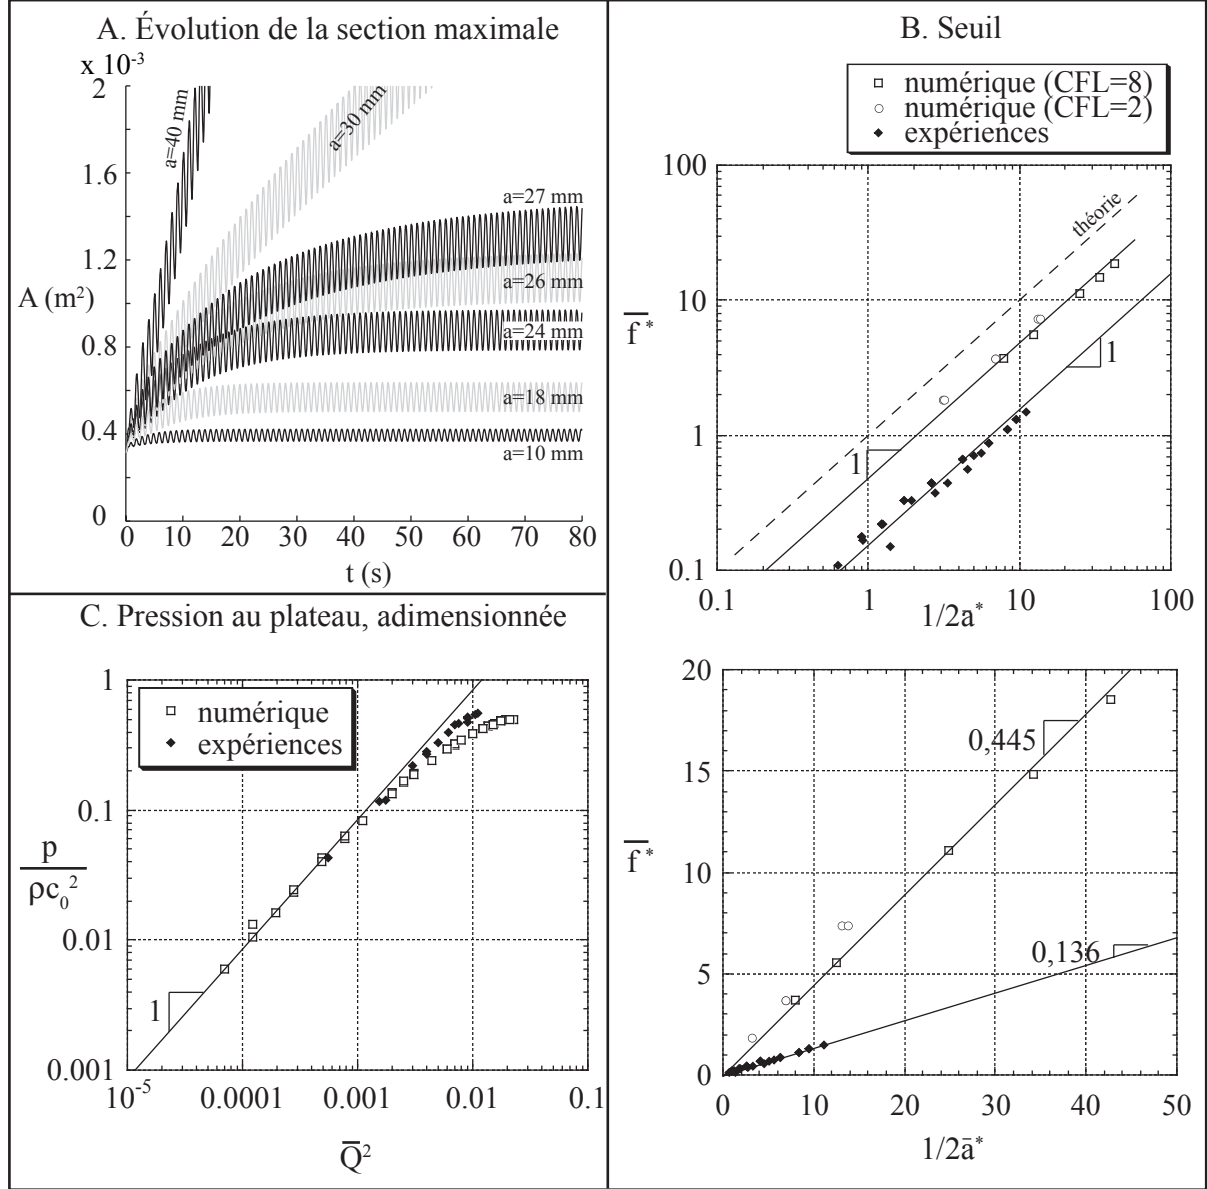 A. Évolution de la section maximale
x 10⁻³
2
1.6
1.2
A (m²)
0.8
0.4
0
0 10 20 30 40 50 60 70 80
t (s)
a=40 mm
a=30 mm
a=27 mm
a=26 mm
a=24 mm
a=18 mm
a=10 mm
B. Seuil
numérique (CFL=8)
numérique (CFL=2)
expériences
100
10
f̅*
1
0.1
0.1 1 10 100
1/2a*
théorie
1
1
20
15
10
f̅*
5
0
0 10 20 30 40 50
1/2a̅*
0,445
0,136
C. Pression au plateau, adimensionnée
numérique
expériences
1
0.1
p
ρc₀²
0.01
0.001
1
10⁻⁵ 0.0001 0.001 0.01 0.1
Q̅²